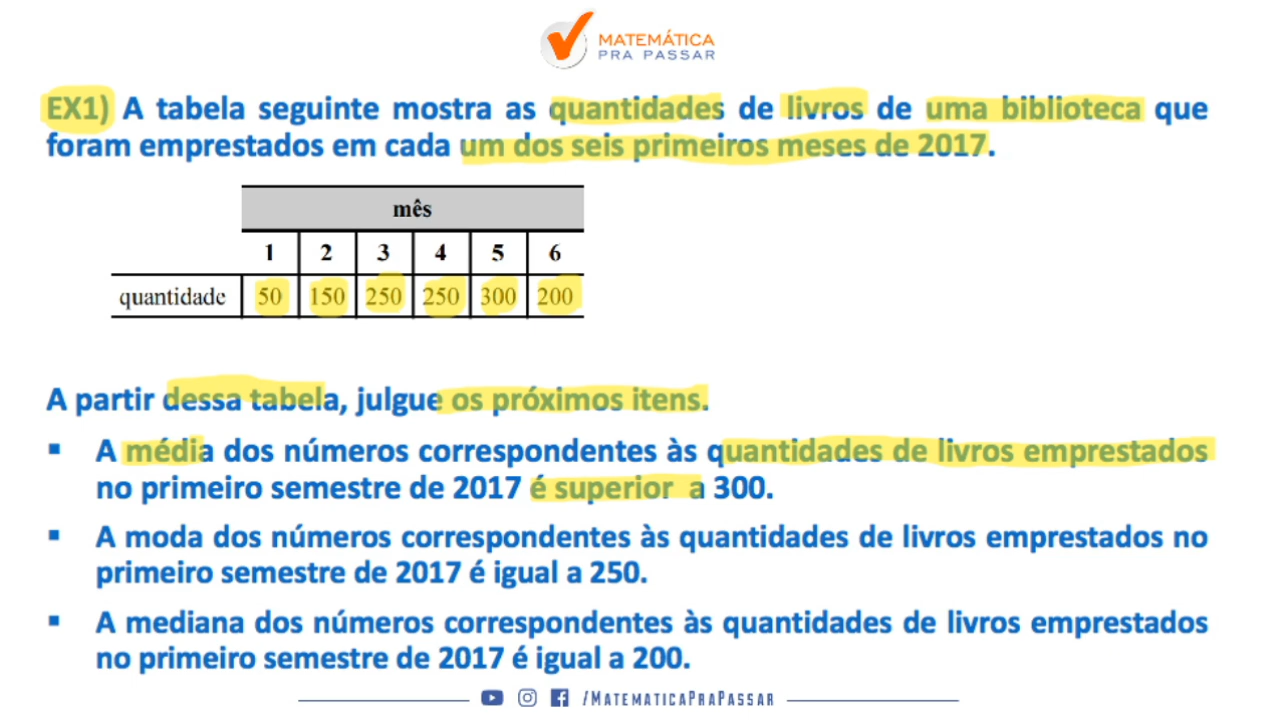 MATEMÁTICA
PRA PASSAR
EX1) A tabela seguinte mostra as quantidades de livros de uma biblioteca que
foram emprestados em cada um dos seis primeiros meses de 2017.
mês
1 2 3 4 5 6
quantidade 50 150 250 250 300 200
A partir dessa tabela, julgue os próximos itens.
▪ A média dos números correspondentes às quantidades de livros emprestados
no primeiro semestre de 2017 é superior a 300.
▪ A moda dos números correspondentes às quantidades de livros emprestados no
primeiro semestre de 2017 é igual a 250.
▪ A mediana dos números correspondentes às quantidades de livros emprestados
no primeiro semestre de 2017 é igual a 200.
/MATEMATICAPRAPASSAR